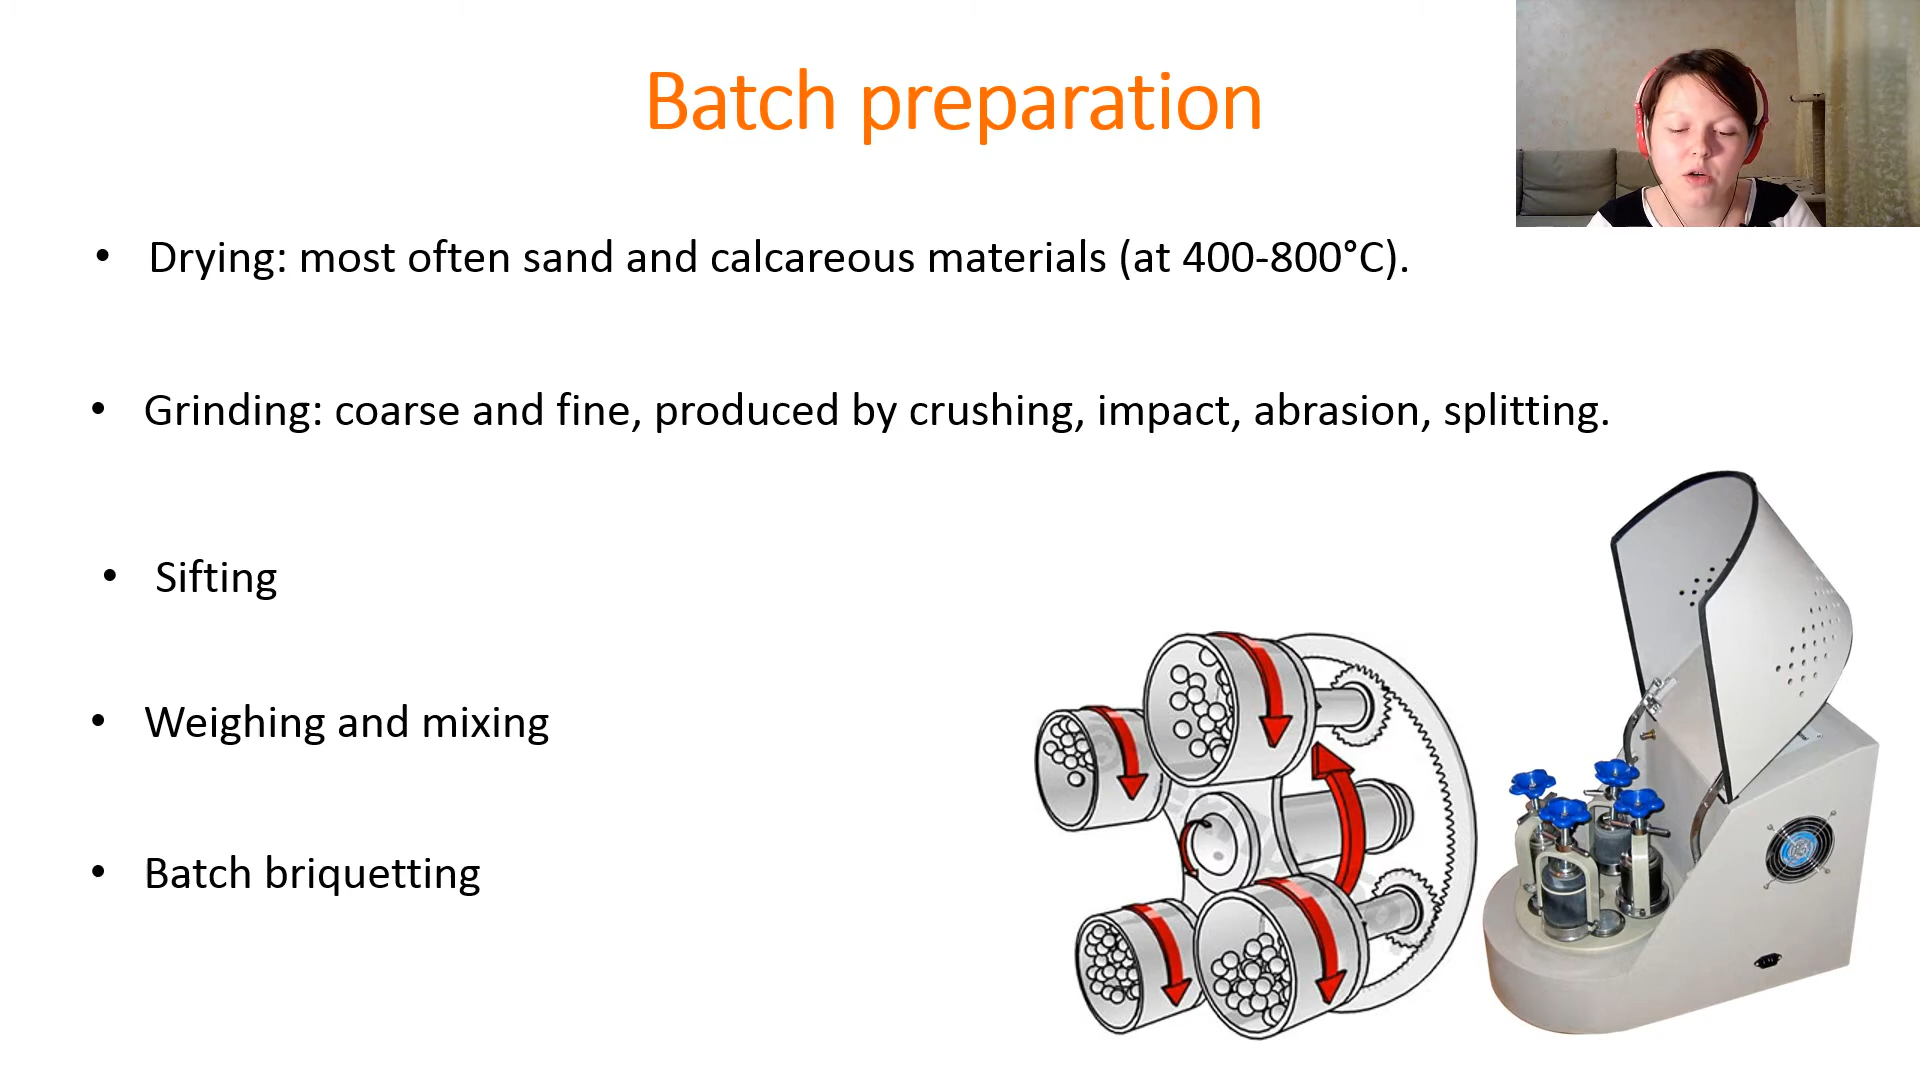 Batch preparation
• Drying: most often sand and calcareous materials (at 400-800°C).
• Grinding: coarse and fine, produced by crushing, impact, abrasion, splitting.
• Sifting
• Weighing and mixing
• Batch briquetting